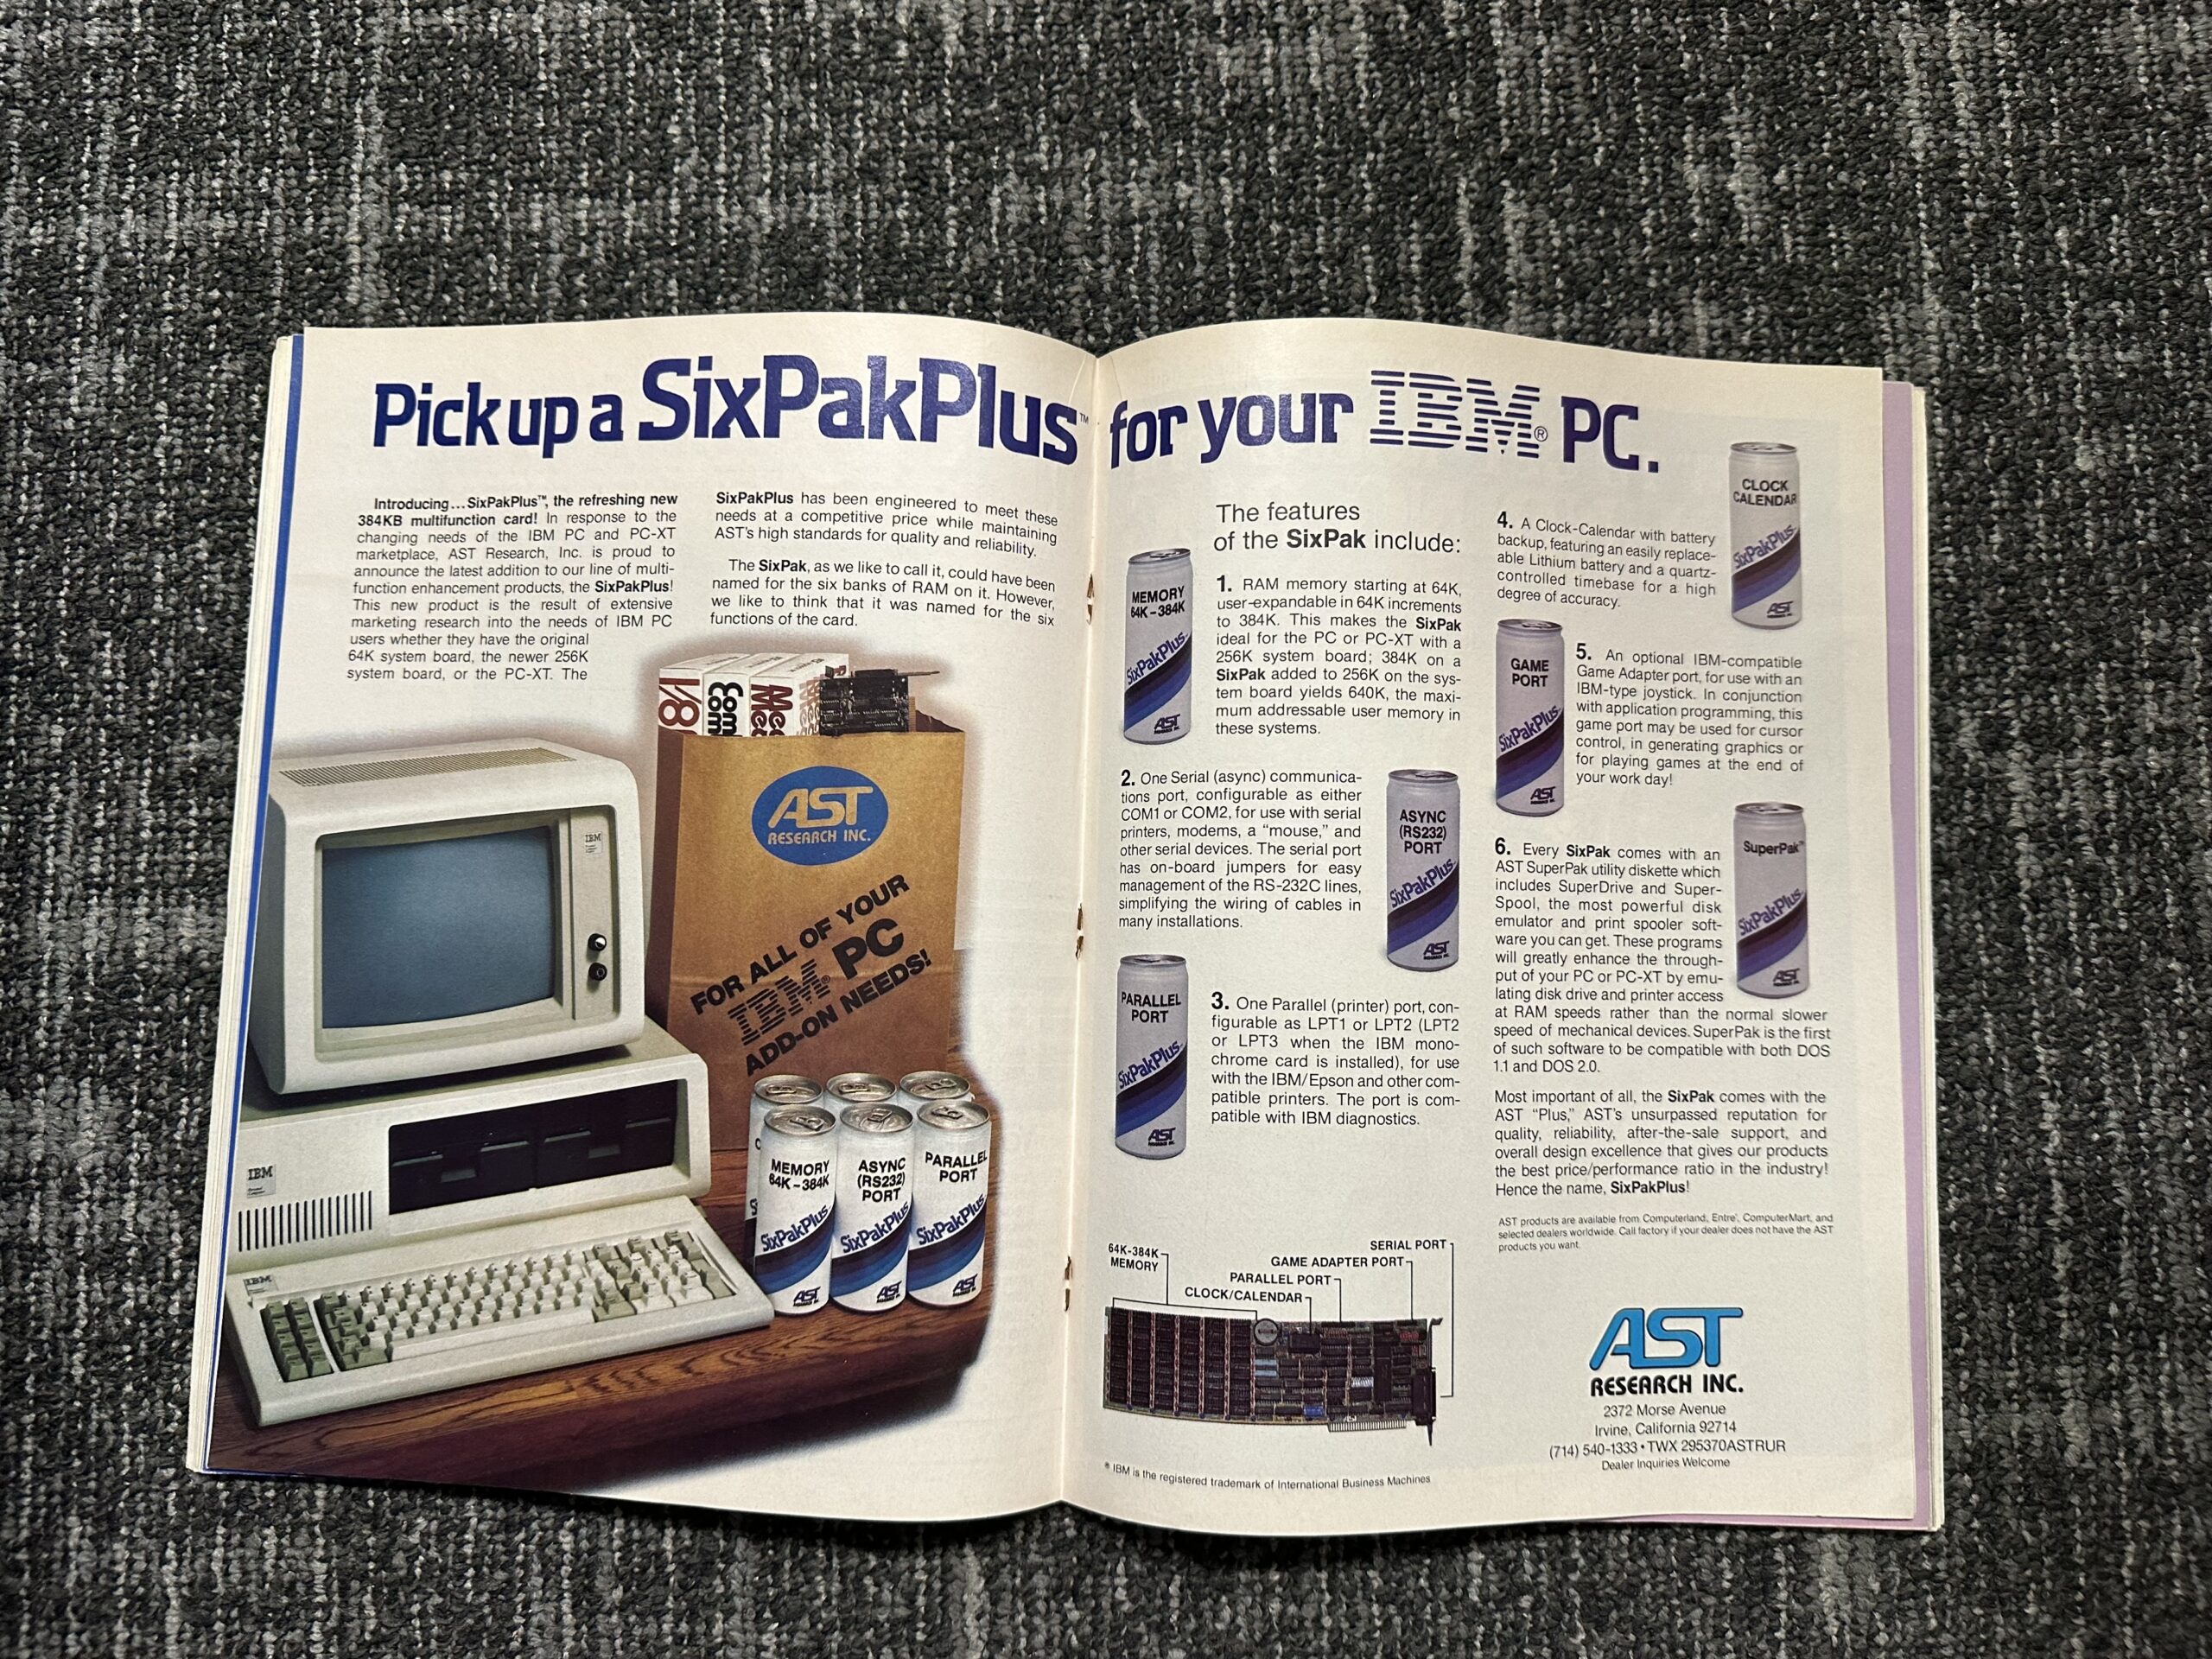 Pick up a SixPakPlus™ for your IBM® PC.
Introducing...SixPakPlus™, the refreshing new
384KB multifunction card! In response to the
changing needs of the IBM PC and PC-XT
marketplace, AST Research, Inc. is proud to
announce the latest addition to our line of multi-
function enhancement products, the SixPakPlus!
This new product is the result of extensive
marketing research into the needs of IBM PC
users whether they have the original
64K system board, the newer 256K
system board, or the PC-XT. The
SixPakPlus has been engineered to meet these
needs at a competitive price while maintaining
AST's high standards for quality and reliability.
The SixPak, as we like to call it, could have been
named for the six banks of RAM on it. However,
we like to think that it was named for the six
functions of the card.
AST
RESEARCH INC.
FOR ALL OF YOUR
IBM® PC
ADD-ON NEEDS!
IBM
IBM
IBM
MEMORY
64K-384K
SixPakPlus
AST
ASYNC
(RS232)
PORT
SixPakPlus
AST
PARALLEL
PORT
SixPakPlus
AST
The features
of the SixPak include:
MEMORY
64K-384K
SixPakPlus
AST
1. RAM memory starting at 64K,
user-expandable in 64K increments
to 384K. This makes the SixPak
ideal for the PC or PC-XT with a
256K system board; 384K on a
SixPak added to 256K on the sys-
tem board yields 640K, the maxi-
mum addressable user memory in
these systems.
2. One Serial (async) communica-
tions port, configurable as either
COM1 or COM2, for use with serial
printers, modems, a “mouse,” and
other serial devices. The serial port
has on-board jumpers for easy
management of the RS-232C lines,
simplifying the wiring of cables in
many installations.
ASYNC
(RS232)
PORT
SixPakPlus
AST
PARALLEL
PORT
SixPakPlus
AST
3. One Parallel (printer) port, con-
figurable as LPT1 or LPT2 (LPT2
or LPT3 when the IBM mono-
chrome card is installed), for use
with the IBM/Epson and other com-
patible printers. The port is com-
patible with IBM diagnostics.
64K-384K
MEMORY
SERIAL PORT
GAME ADAPTER PORT
PARALLEL PORT
CLOCK/CALENDAR
® IBM is the registered trademark of International Business Machines
4. A Clock-Calendar with battery
backup, featuring an easily replace-
able Lithium battery and a quartz-
controlled timebase for a high
degree of accuracy.
CLOCK
CALENDAR
SixPakPlus
AST
GAME
PORT
SixPakPlus
AST
5. An optional IBM-compatible
Game Adapter port, for use with an
IBM-type joystick. In conjunction
with application programming, this
game port may be used for cursor
control, in generating graphics or
for playing games at the end of
your work day!
6. Every SixPak comes with an
AST SuperPak utility diskette which
includes SuperDrive and Super-
Spool, the most powerful disk
emulator and print spooler soft-
ware you can get. These programs
will greatly enhance the through-
put of your PC or PC-XT by emu-
lating disk drive and printer access
at RAM speeds rather than the normal slower
speed of mechanical devices. SuperPak is the first
of such software to be compatible with both DOS
1.1 and DOS 2.0.
SuperPak™
SixPakPlus
AST
Most important of all, the SixPak comes with the
AST “Plus,” AST's unsurpassed reputation for
quality, reliability, after-the-sale support, and
overall design excellence that gives our products
the best price/performance ratio in the industry!
Hence the name, SixPakPlus!
AST products are available from Computerland, Entre', ComputerMart, and
selected dealers worldwide. Call factory if your dealer does not have the AST
products you want.
AST
RESEARCH INC.
2372 Morse Avenue
Irvine, California 92714
(714) 540-1333 • TWX 295370ASTRUR
Dealer Inquiries Welcome